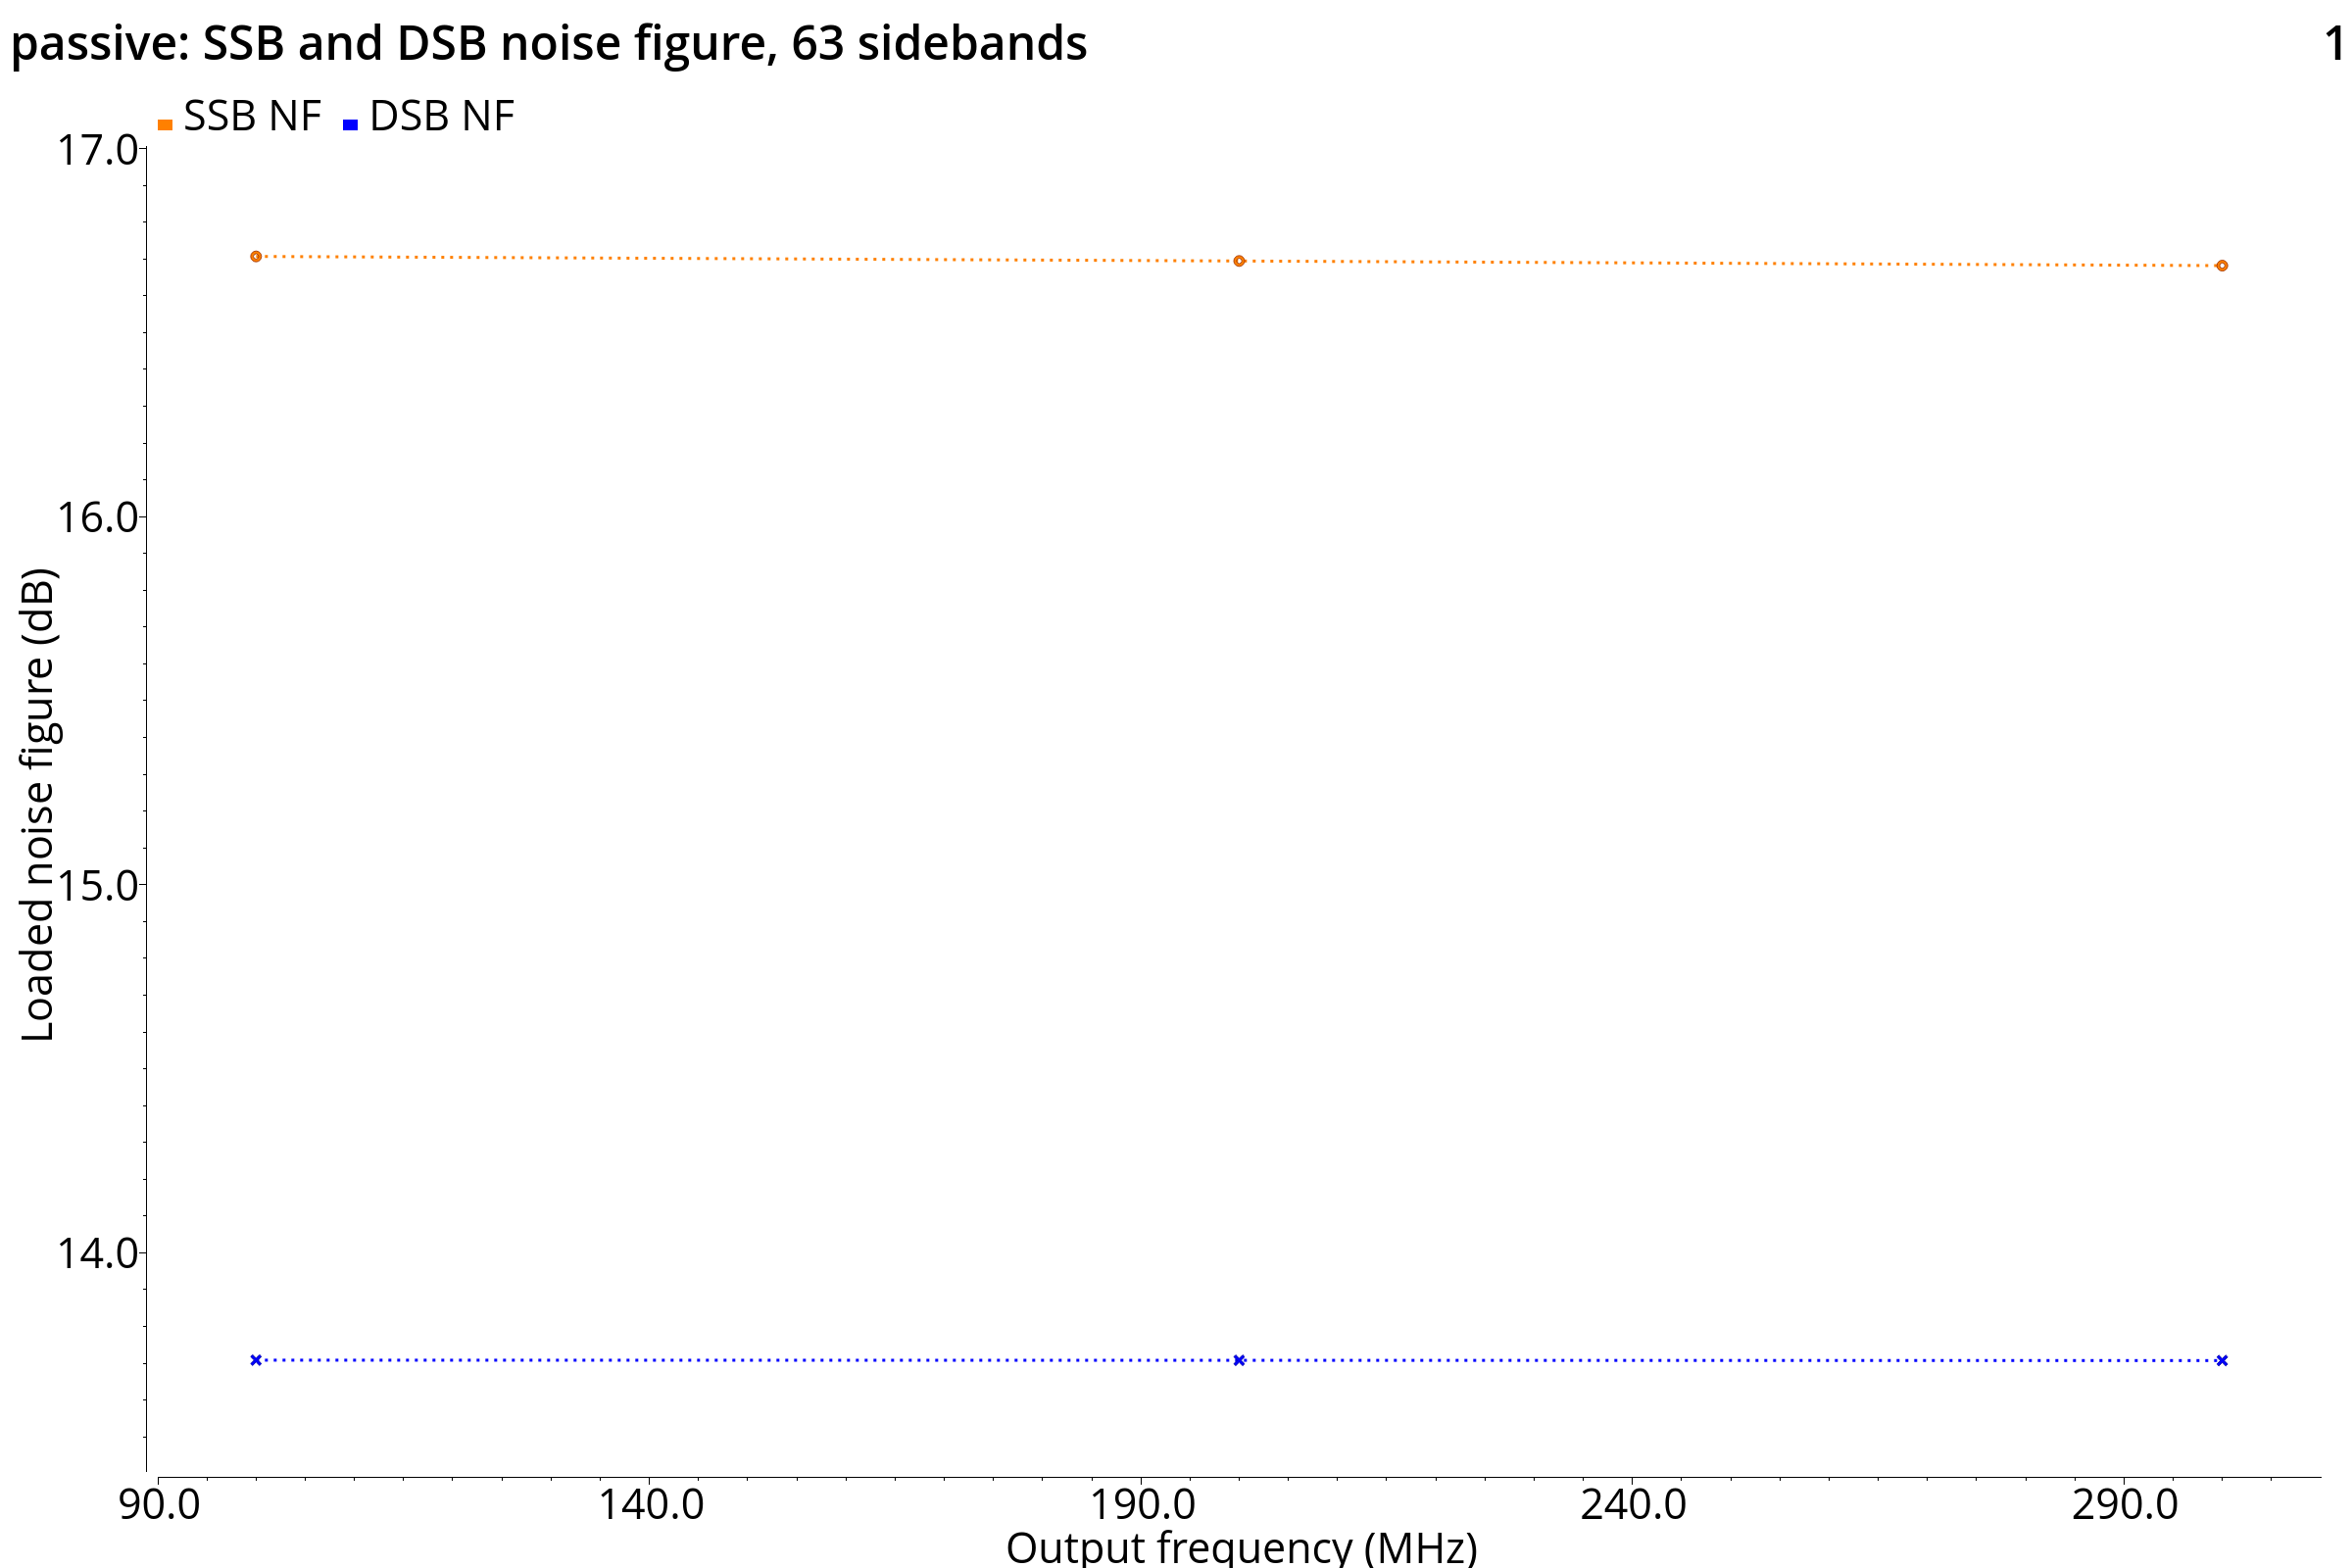 passive: SSB and DSB noise figure, 63 sidebands 1
SSB NF DSB NF
17.0
16.0
15.0
14.0
Loaded noise figure (dB)
90.0 140.0 190.0 240.0 290.0
Output frequency (MHz)